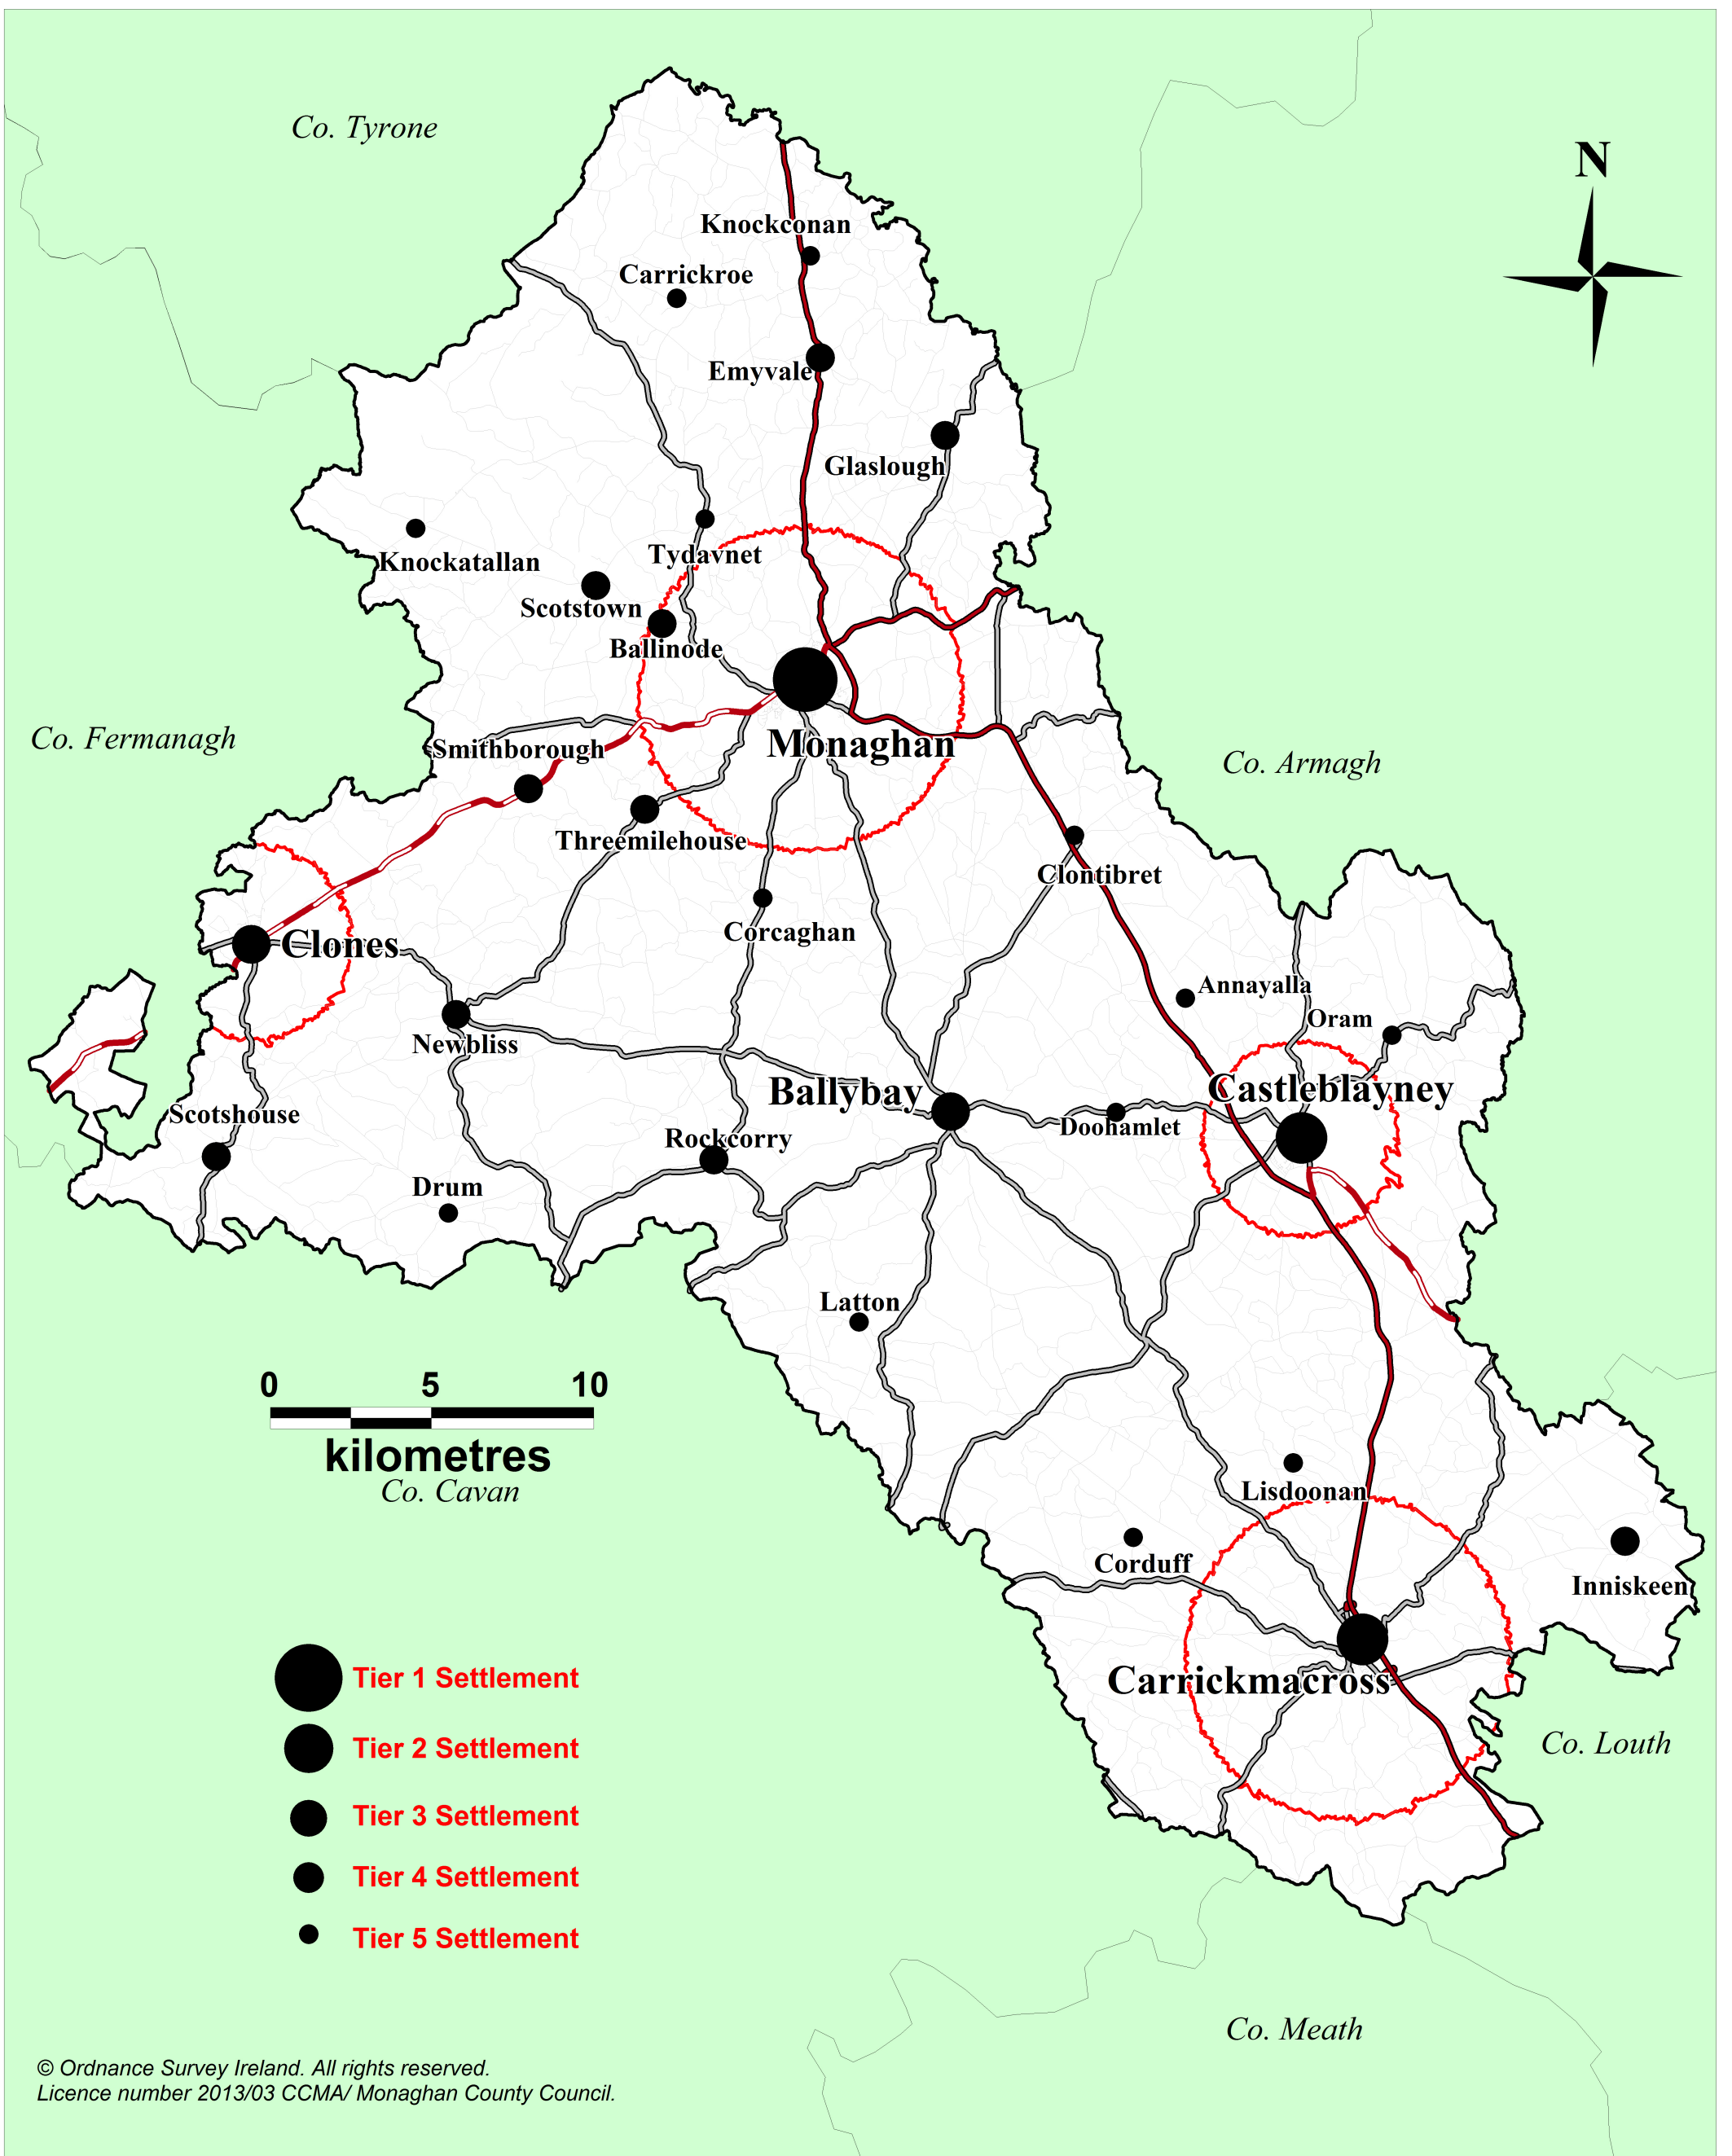 Co. Tyrone
N
Knockconan
Carrickroe
Emyvale
Glaslough
Tydavnet
Knockatallan
Scotstown
Ballinode
Co. Fermanagh
Monaghan
Smithborough
Co. Armagh
Threemilehouse
Clontibret
Corcaghan
Clones
Annayalla
Oram
Newbliss
Ballybay
Castleblayney
Scotshouse
Doohamlet
Rockcorry
Drum
Latton
0 5 10
kilometres
Co. Cavan
Lisdoonan
Corduff
Inniskeen
Carrickmacross
Tier 1 Settlement
Co. Louth
Tier 2 Settlement
Tier 3 Settlement
Tier 4 Settlement
Tier 5 Settlement
Co. Meath
© Ordnance Survey Ireland. All rights reserved.
Licence number 2013/03 CCMA/ Monaghan County Council.